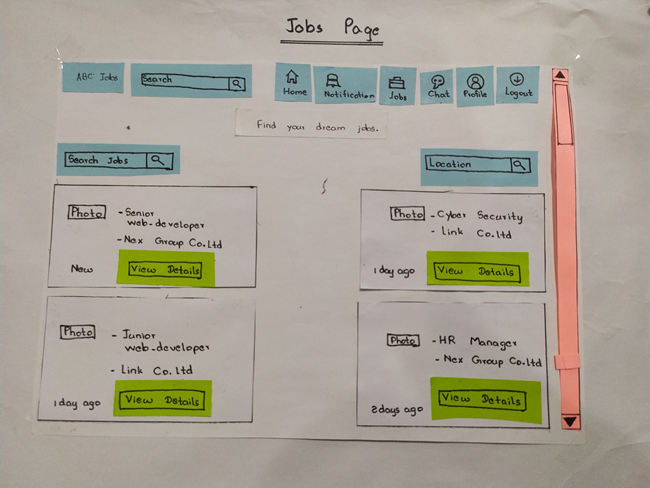 Jobs Page
ABC Jobs
Search
Home
Notification
Jobs
Chat
Profile
Logout
Find your dream jobs.
Search Jobs
Location
Photo
- Senior
web-developer
- Nex Group Co.Ltd
New
View Details
Photo
- Cyber Security
- Link Co.Ltd
1 day ago
View Details
Photo
- Junior
web-developer
- Link Co.Ltd
1 day ago
View Details
Photo
- HR Manager
- Nex Group Co.Ltd
2 days ago
View Details